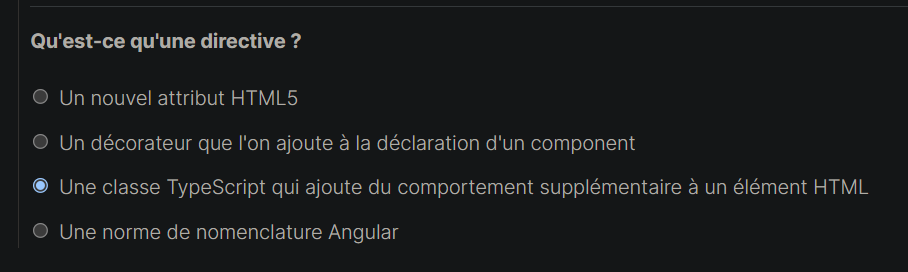 Qu'est-ce qu'une directive ?
Un nouvel attribut HTML5
Un décorateur que l'on ajoute à la déclaration d'un component
Une classe TypeScript qui ajoute du comportement supplémentaire à un élément HTML
Une norme de nomenclature Angular